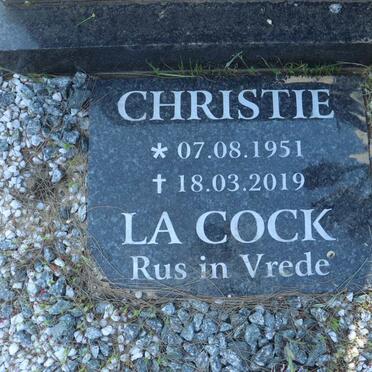 CHRISTIE
* 07.08.1951
† 18.03.2019
LA COCK
Rus in Vrede